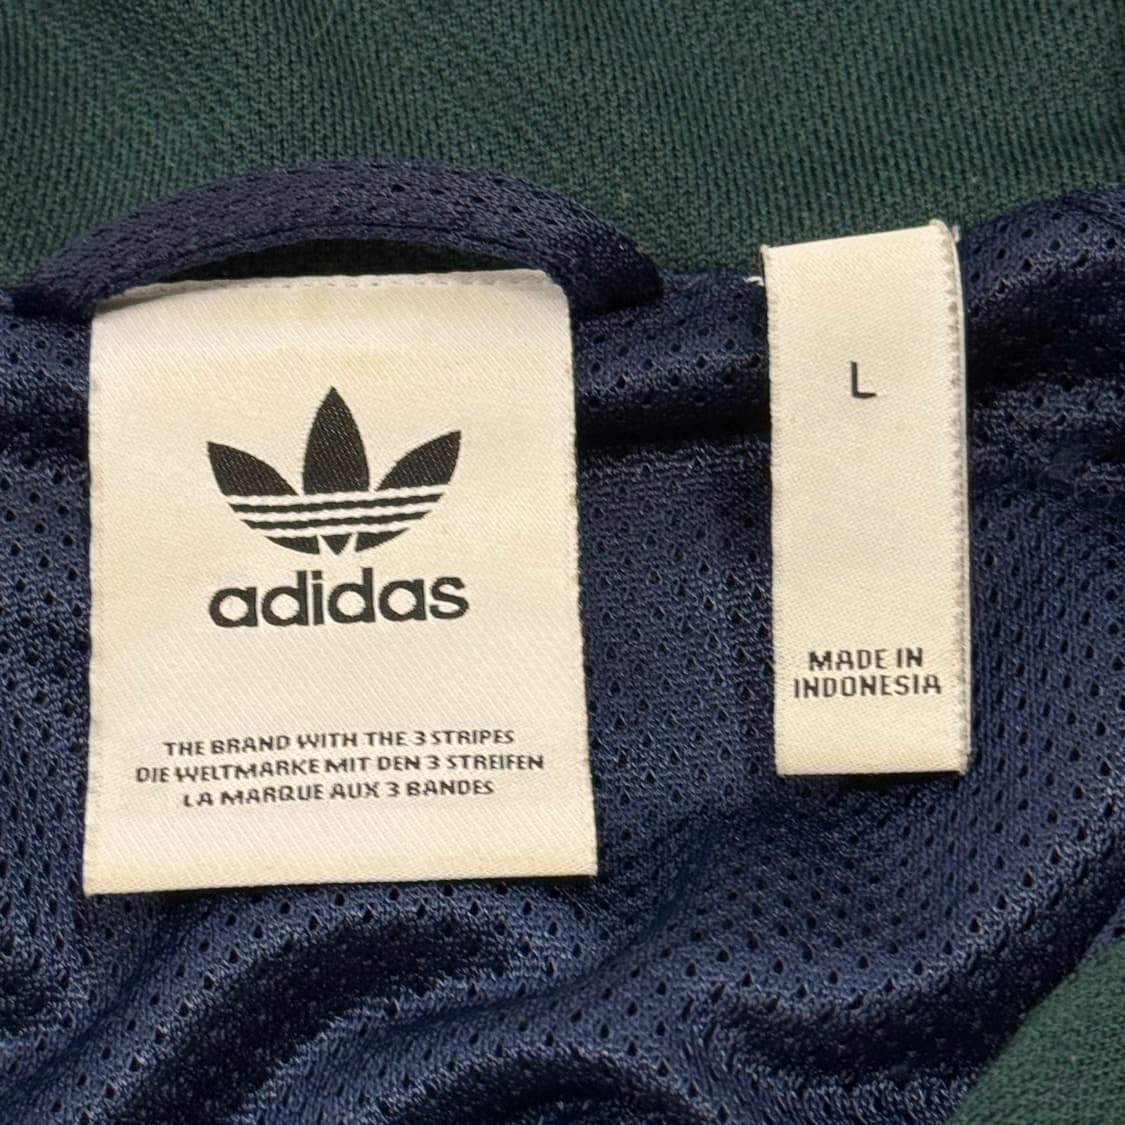 adidas
THE BRAND WITH THE 3 STRIPES
DIE WELTMARKE MIT DEN 3 STREIFEN
LA MARQUE AUX 3 BANDES
L
MADE IN
INDONESIA